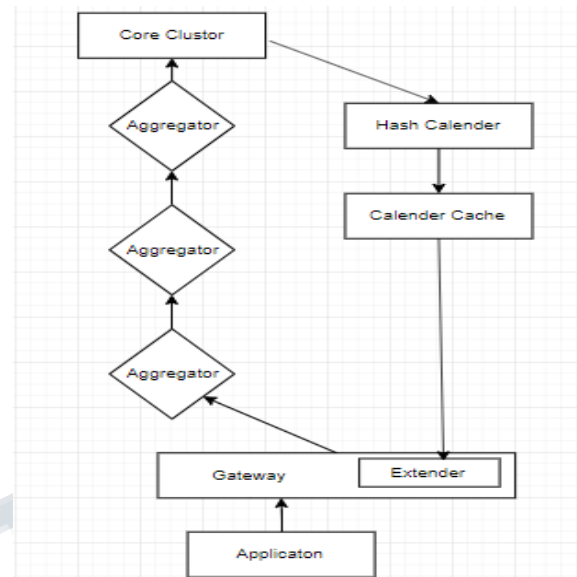 Core Clustor
Aggregator
Hash Calender
Calender Cache
Aggregator
Aggregator
Gateway
Extender
Applicaton